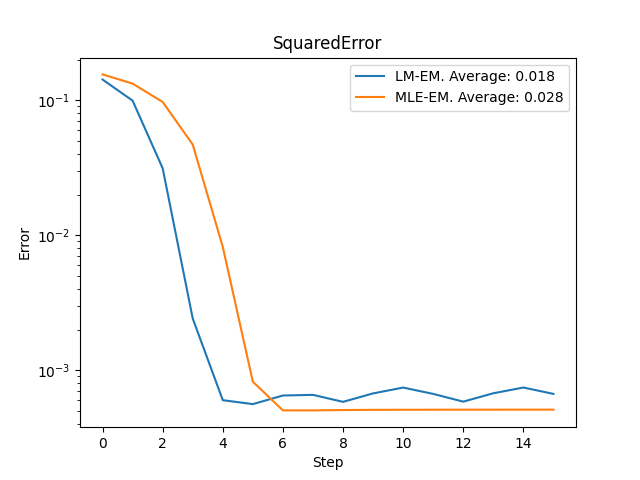 SquaredError
LM-EM. Average: 0.018
MLE-EM. Average: 0.028
10⁻¹
10⁻²
10⁻³
Error
0 2 4 6 8 10 12 14
Step